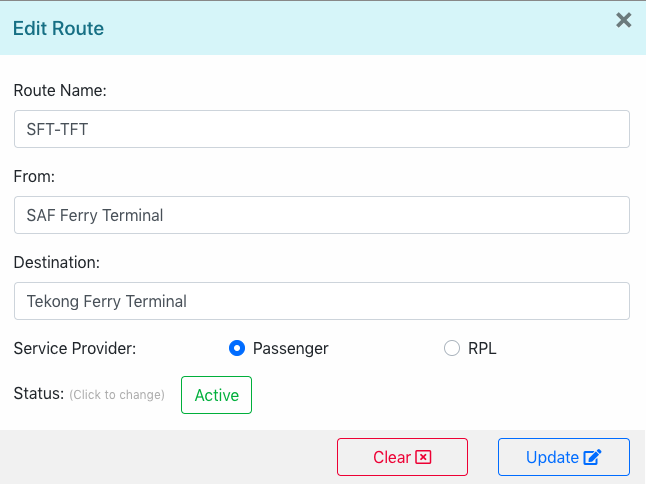 Edit Route
Route Name:
SFT-TFT
From:
SAF Ferry Terminal
Destination:
Tekong Ferry Terminal
Service Provider: Passenger RPL
Status: (Click to change) Active
Clear Update